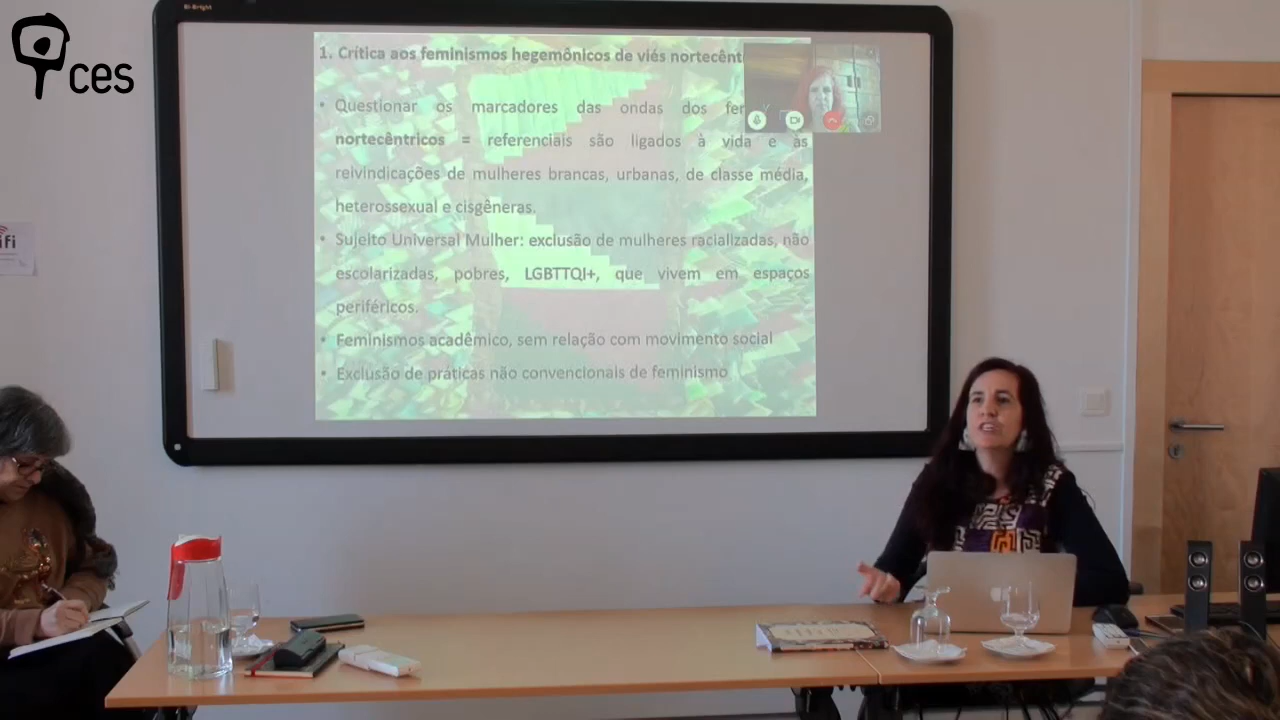 ces
Bi-Bright
1. Crítica aos feminismos hegemônicos de viés nortecênt
• Questionar os marcadores das ondas dos fe
nortecêntricos = referenciais são ligados à vida e às
reivindicações de mulheres brancas, urbanas, de classe média,
heterossexual e cisgêneras.
• Sujeito Universal Mulher: exclusão de mulheres racializadas, não
escolarizadas, pobres, LGBTTQI+, que vivem em espaços
periféricos.
• Feminismos acadêmico, sem relação com movimento social
• Exclusão de práticas não convencionais de feminismo
ifi